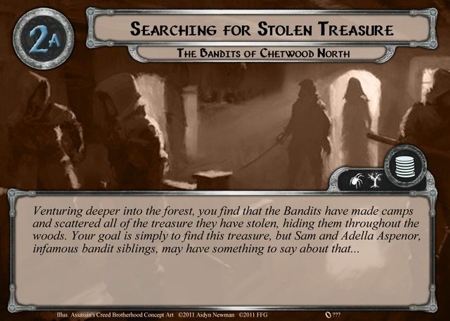 2A
Searching for Stolen Treasure
The Bandits of Chetwood North
Venturing deeper into the forest, you find that the Bandits have made camps
and scattered all of the treasure they have stolen, hiding them throughout the
woods. Your goal is simply to find this treasure, but Sam and Adella Aspenor,
infamous bandit siblings, may have something to say about that...
Illus. Assassin's Creed Brotherhood Concept Art ©2011 Aidyn Newman ©2011 FFG ???